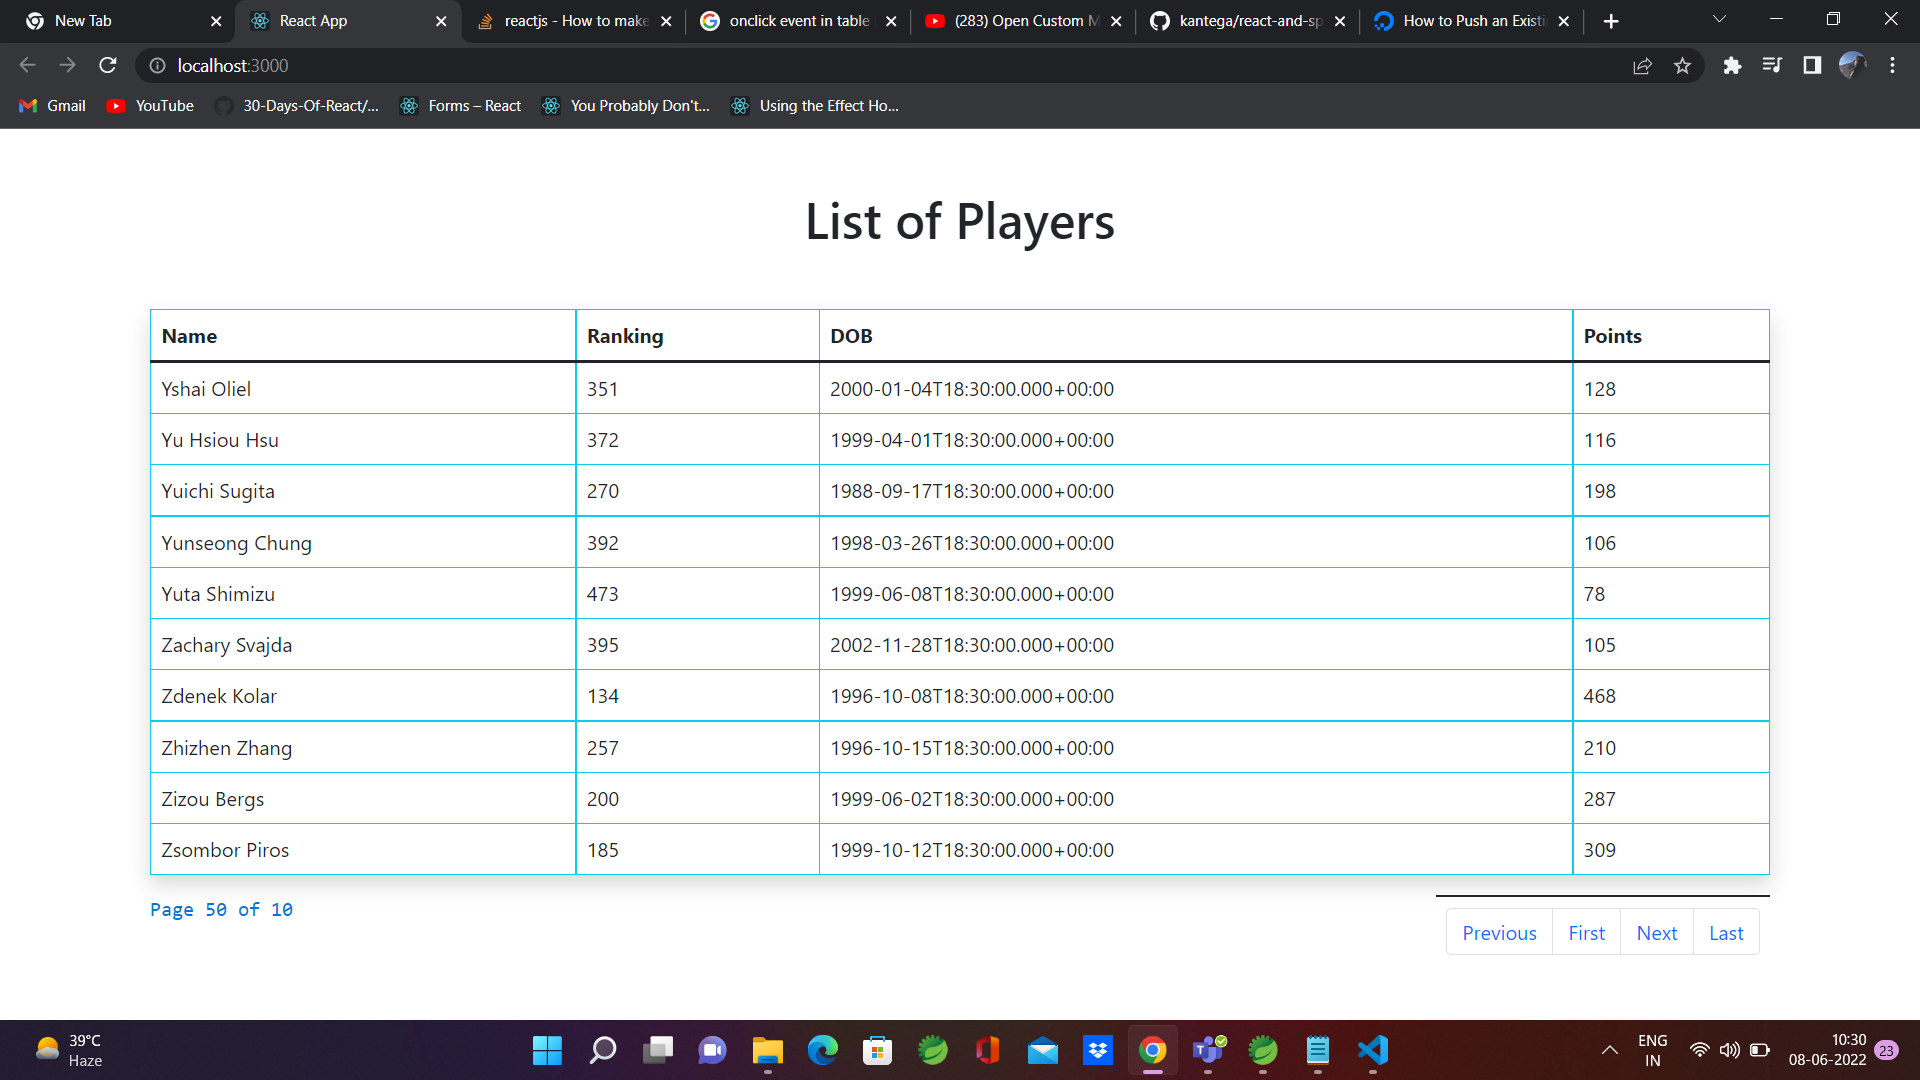 New Tab
React App
reactjs - How to make
onclick event in table
(283) Open Custom M
kantega/react-and-sp
How to Push an Existi
localhost:3000
Gmail
YouTube
30-Days-Of-React/...
Forms – React
You Probably Don't...
Using the Effect Ho...
List of Players
Name Ranking DOB Points
Yshai Oliel 351 2000-01-04T18:30:00.000+00:00 128
Yu Hsiou Hsu 372 1999-04-01T18:30:00.000+00:00 116
Yuichi Sugita 270 1988-09-17T18:30:00.000+00:00 198
Yunseong Chung 392 1998-03-26T18:30:00.000+00:00 106
Yuta Shimizu 473 1999-06-08T18:30:00.000+00:00 78
Zachary Svajda 395 2002-11-28T18:30:00.000+00:00 105
Zdenek Kolar 134 1996-10-08T18:30:00.000+00:00 468
Zhizhen Zhang 257 1996-10-15T18:30:00.000+00:00 210
Zizou Bergs 200 1999-06-02T18:30:00.000+00:00 287
Zsombor Piros 185 1999-10-12T18:30:00.000+00:00 309
Page 50 of 10
Previous First Next Last
39°C
Haze
ENG
IN
10:30
08-06-2022
23